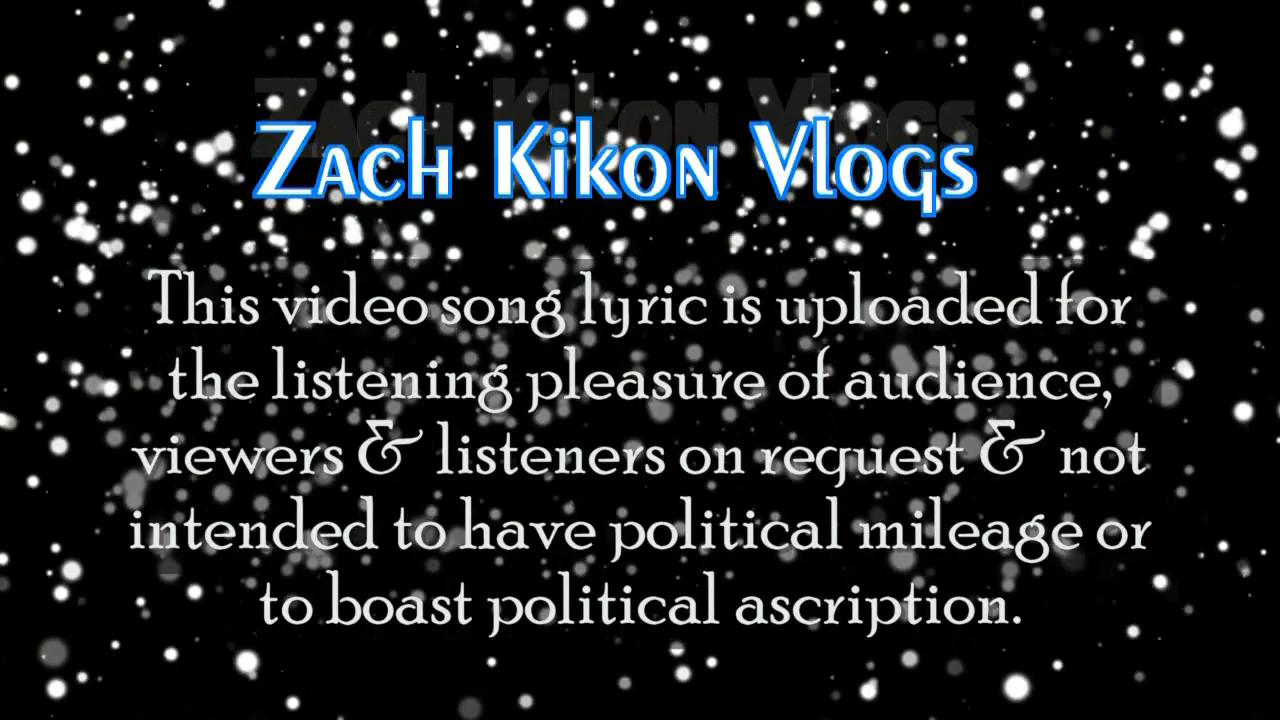 Zach Kikon Vlogs
This video song lyric is uploaded for
the listening pleasure of audience,
viewers & listeners on request & not
intended to have political mileage or
to boast political ascription.